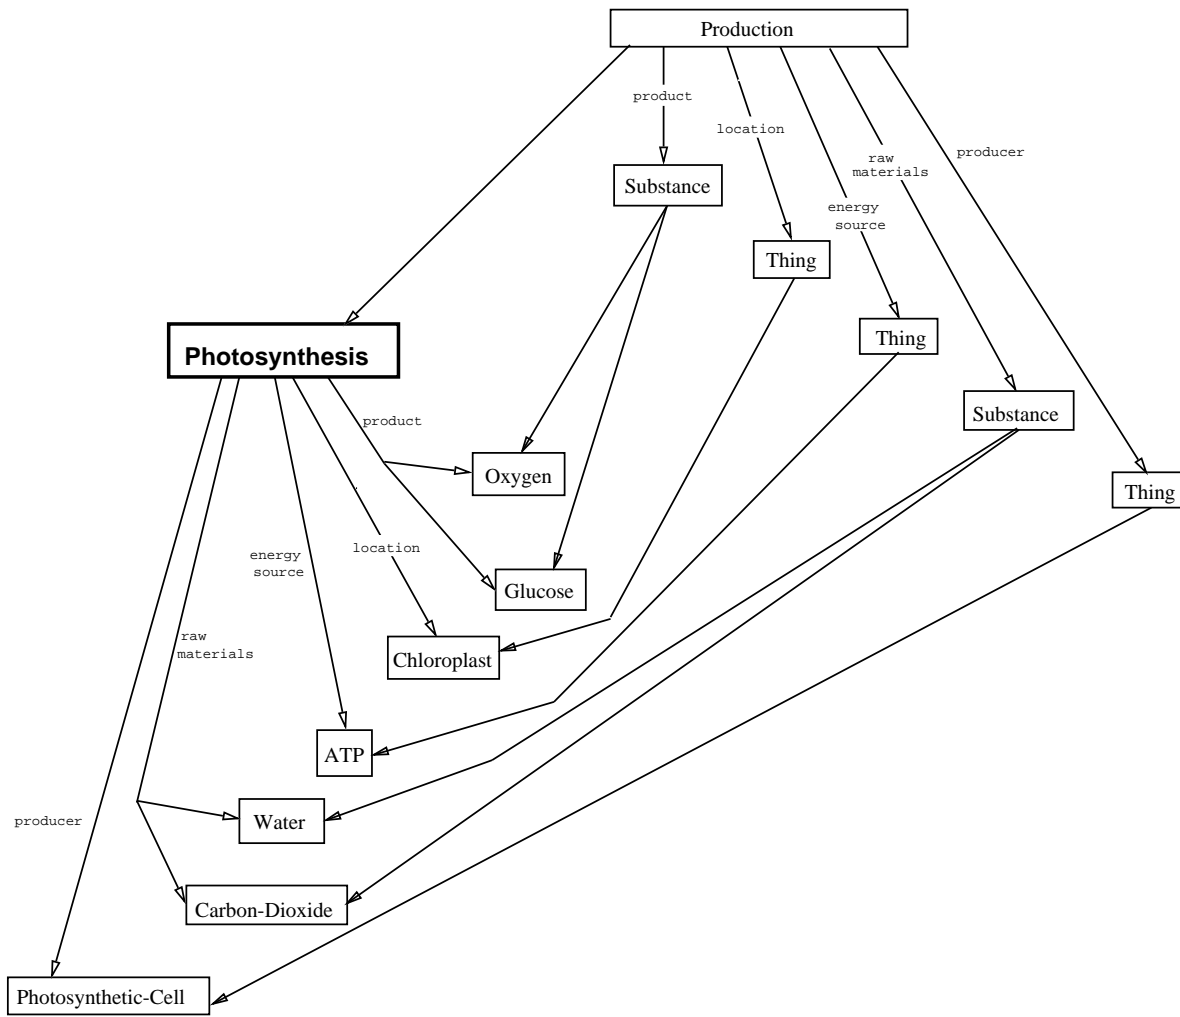 Production
product
location
raw
materials
producer
Substance
energy
source
Thing
Thing
Photosynthesis
Substance
product
Oxygen
Thing
energy
source
location
Glucose
raw
materials
Chloroplast
ATP
producer
Water
Carbon-Dioxide
Photosynthetic-Cell